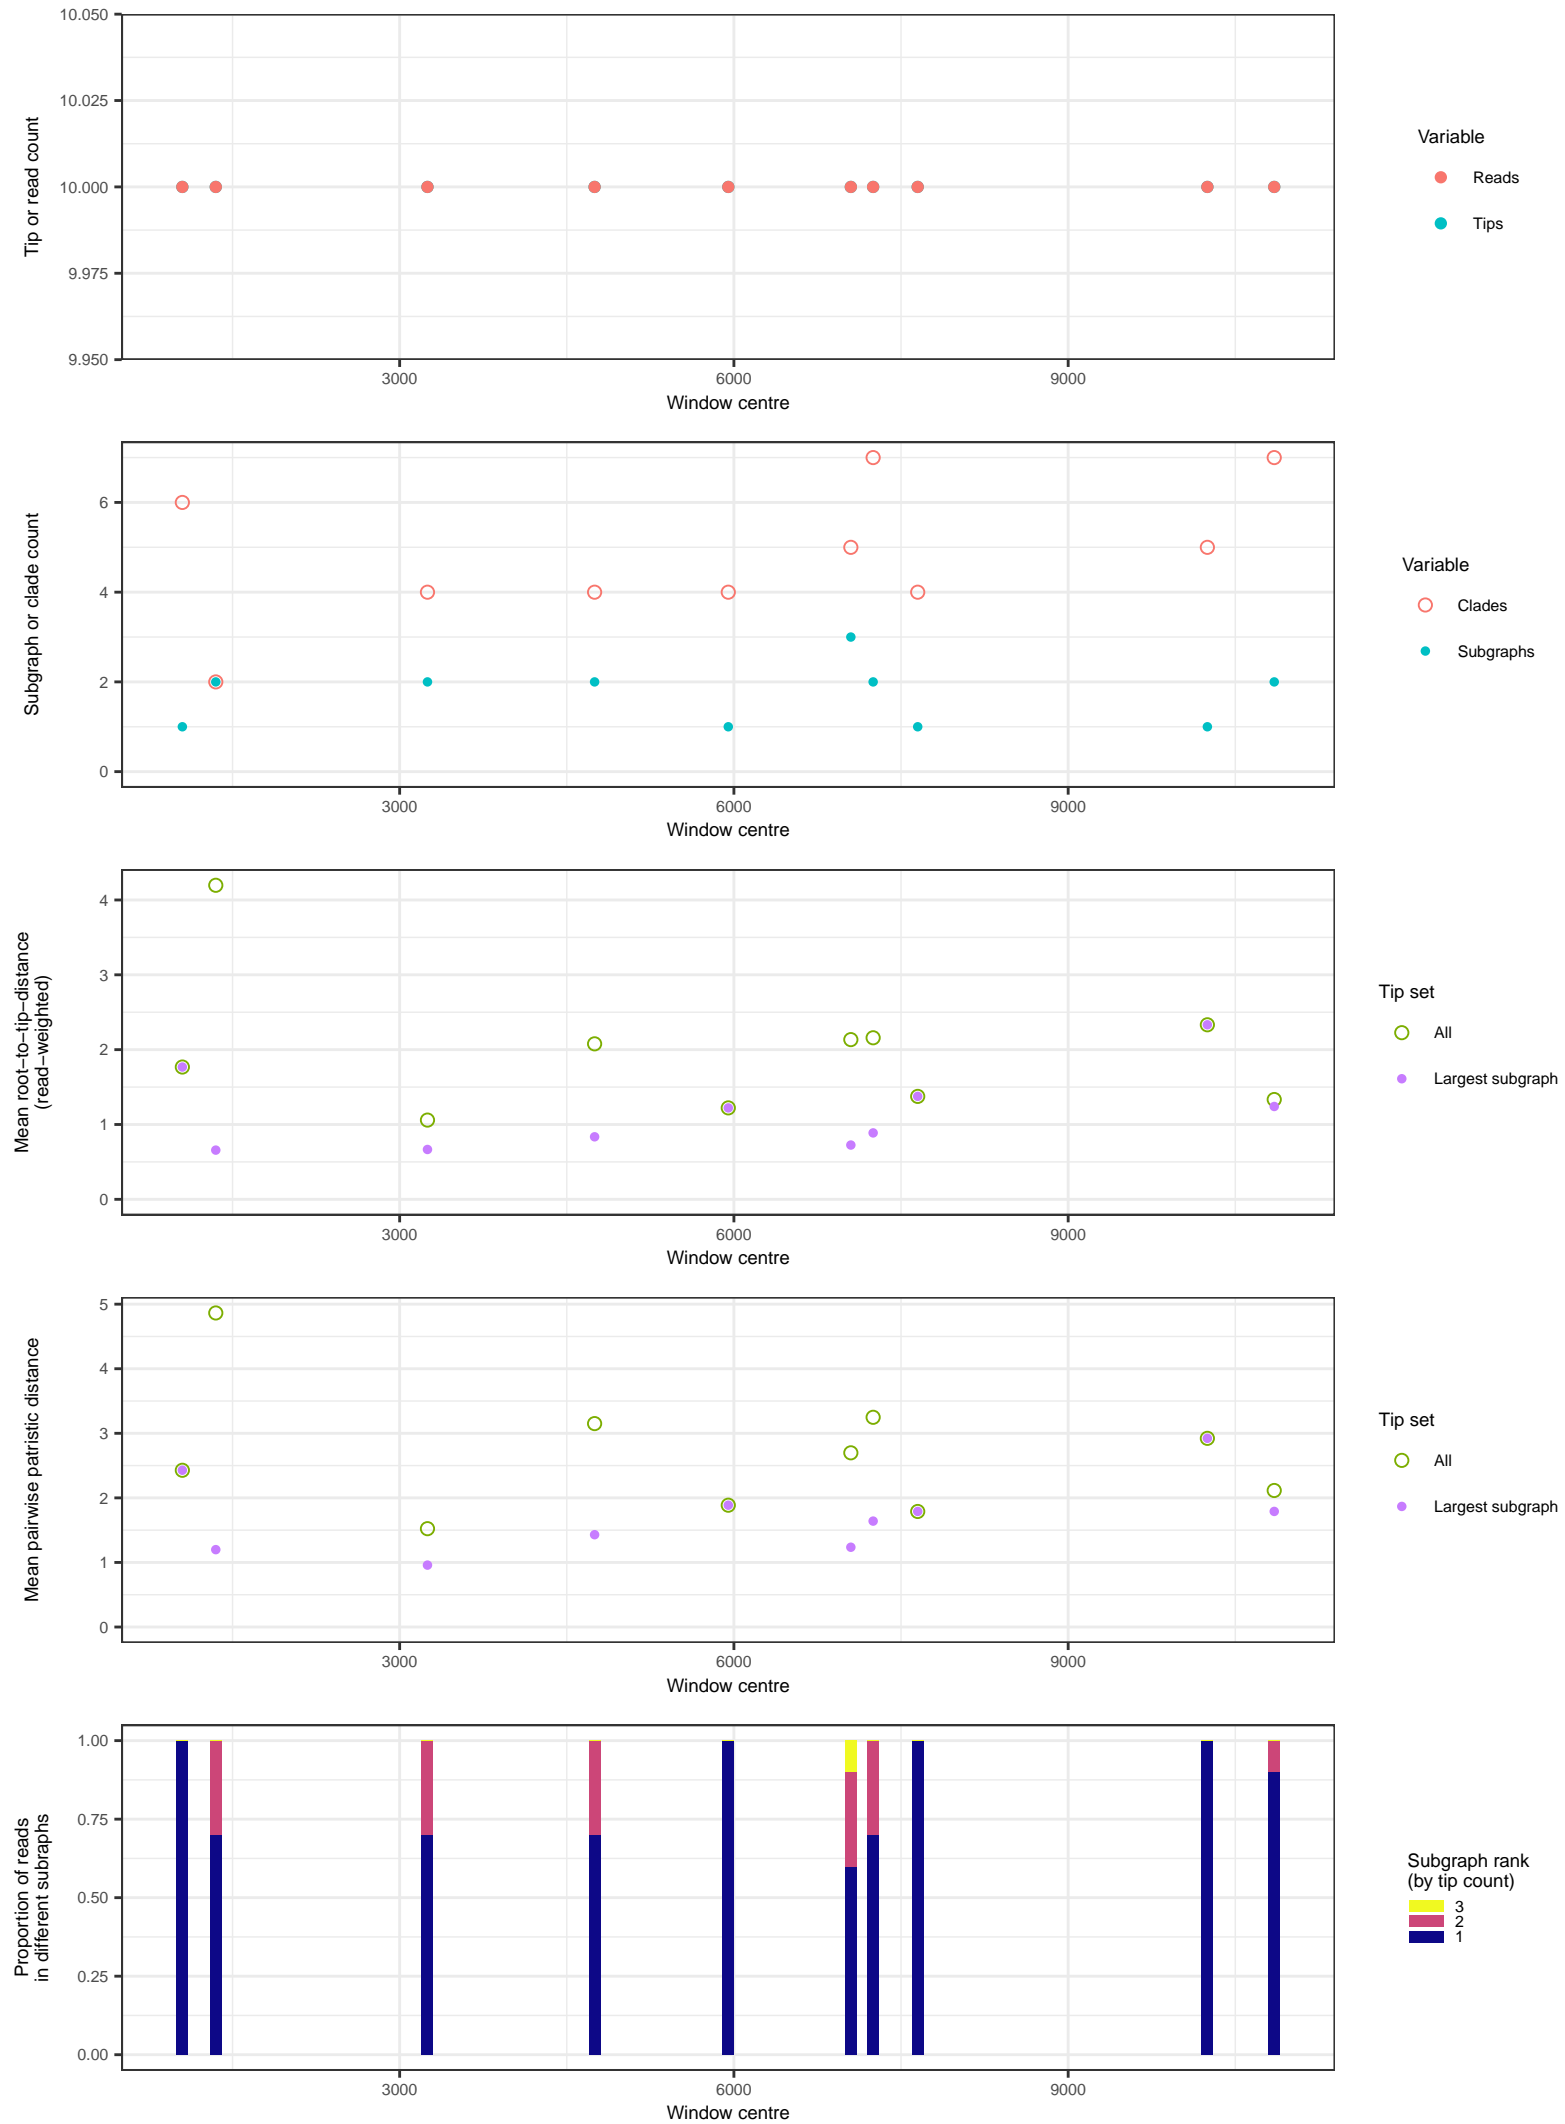 10.050
10.025
10.000
9.975
9.950
Tip or read count
3000
6000
9000
Window centre
Variable
Reads
Tips
6
4
2
0
Subgraph or clade count
3000
6000
9000
Window centre
Variable
Clades
Subgraphs
4
3
2
1
0
Mean root−to−tip−distance
(read−weighted)
3000
6000
9000
Window centre
Tip set
All
Largest subgraph
5
4
3
2
1
0
Mean pairwise patristic distance
3000
6000
9000
Window centre
Tip set
All
Largest subgraph
1.00
0.75
0.50
0.25
0.00
Proportion of reads
in different subraphs
3000
6000
9000
Window centre
Subgraph rank
(by tip count)
3
2
1